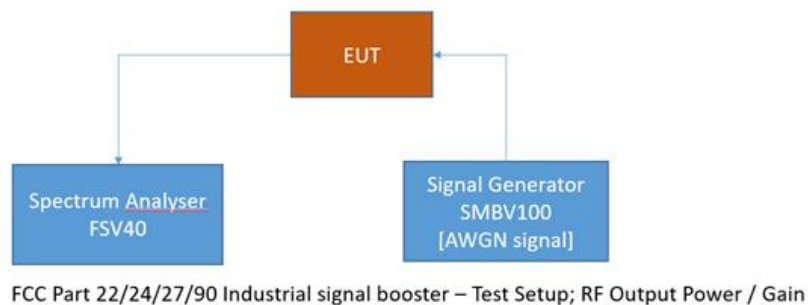 EUT
Spectrum Analyser
FSV40
Signal Generator
SMBV100
[AWGN signal]
FCC Part 22/24/27/90 Industrial signal booster – Test Setup; RF Output Power / Gain